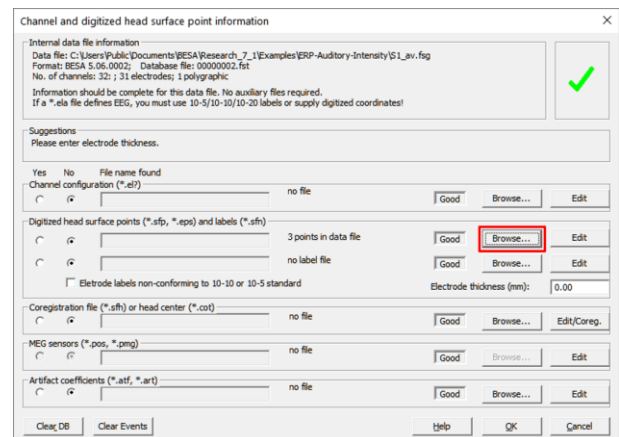 Channel and digitized head surface point information
Internal data file information
Data file: C:\Users\Public\Documents\BESA\Research_7_1\Examples\ERP-Auditory-Intensity\S1_av.fsg
Format: BESA 5.06.0002; Database file: 00000002.fst
No. of channels: 32: ; 31 electrodes; 1 polygraphic
Information should be complete for this data file. No auxiliary files required.
If a *.ela file defines EEG, you must use 10-5/10-10/10-20 labels or supply digitized coordinates!
Suggestions
Please enter electrode thickness.
Yes No File name found
Channel configuration (*.el?)
no file Good Browse... Edit
Digitized head surface points (*.sfp, *.eps) and labels (*.sfn)
3 points in data file Good Browse... Edit
no label file Good Browse... Edit
Eletrode labels non-conforming to 10-10 or 10-5 standard Electrode thickness (mm): 0.00
Coregistration file (*.sfh) or head center (*.cot)
no file Good Browse... Edit/Coreg.
MEG sensors (*.pos, *.pmg)
no file Good Browse... Edit
Artifact coefficients (*.atf, *.art)
no file Good Browse... Edit
Clear DB Clear Events Help OK Cancel